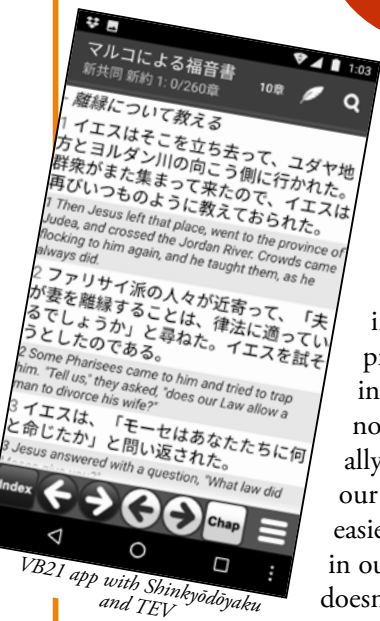 1:03
マルコによる福音書
新共同 新約 1: 0/260章
10章
離縁について教える
1 イエスはそこを立ち去って、ユダヤ地
方とヨルダン川の向こう側に行かれた。
群衆がまた集まって来たので、イエスは
再びいつものように教えておられた。
1 Then Jesus left that place, went to the province of
Judea, and crossed the Jordan River. Crowds came
flocking to him again, and he taught them, as he
always did.
2 ファリサイ派の人々が近寄って、「夫
が妻を離縁することは、律法に適ってい
るでしょうか」と尋ねた。イエスを試そ
うとしたのである。
2 Some Pharisees came to him and tried to trap
him. "Tell us," they asked, "does our Law allow a
man to divorce his wife?"
3 イエスは、「モーセはあなたたちに何
と命じたか」と問い返された。
3 Jesus answered with a question, "What law did
Index
Chap
VB21 app with Shinkyōdōyaku
and TEV
in
no
ally
our
easie
in ou
doesn